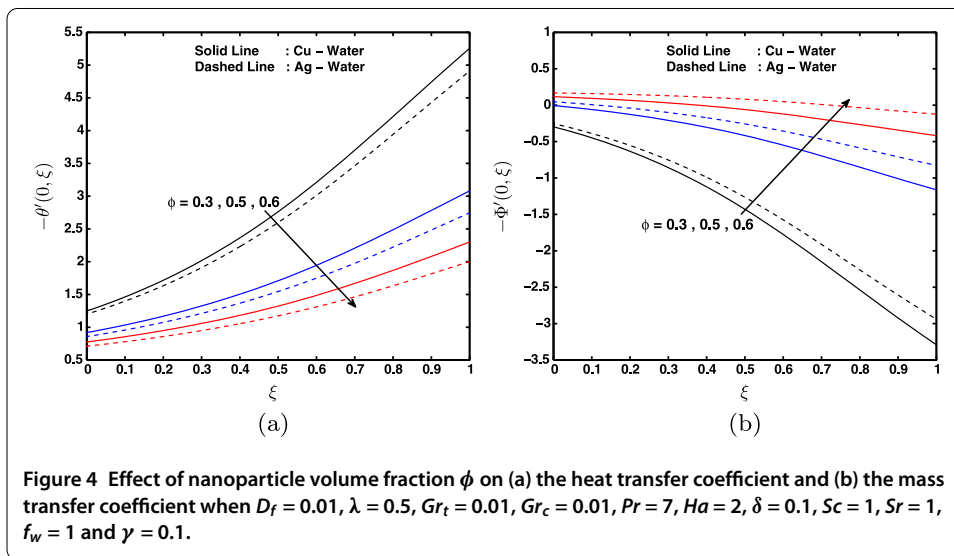 5.5
5
4.5
4
3.5
3
2.5
2
1.5
1
0.5
0 0.1 0.2 0.3 0.4 0.5 0.6 0.7 0.8 0.9 1
−θ′(0, ξ)
ξ
Solid Line : Cu − Water
Dashed Line : Ag − Water
ϕ = 0.3 , 0.5 , 0.6
(a)
1
0.5
0
−0.5
−1
−1.5
−2
−2.5
−3
−3.5
0 0.1 0.2 0.3 0.4 0.5 0.6 0.7 0.8 0.9 1
−Φ′(0, ξ)
ξ
Solid Line : Cu − Water
Dashed Line : Ag − Water
ϕ = 0.3 , 0.5 , 0.6
(b)
Figure 4 Effect of nanoparticle volume fraction ϕ on (a) the heat transfer coefficient and (b) the mass
transfer coefficient when Df = 0.01, λ = 0.5, Grt = 0.01, Grc = 0.01, Pr = 7, Ha = 2, δ = 0.1, Sc = 1, Sr = 1,
fw = 1 and γ = 0.1.